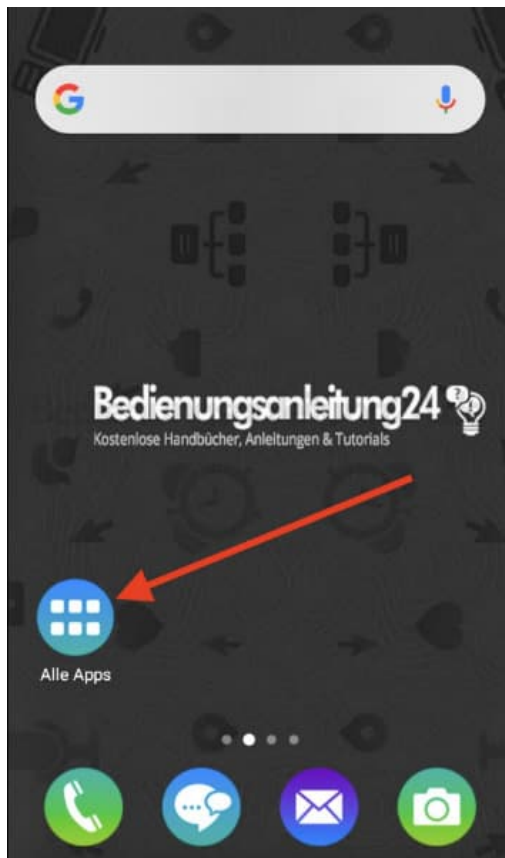 Bedienungsanleitung24
Kostenlose Handbücher, Anleitungen & Tutorials
Alle Apps